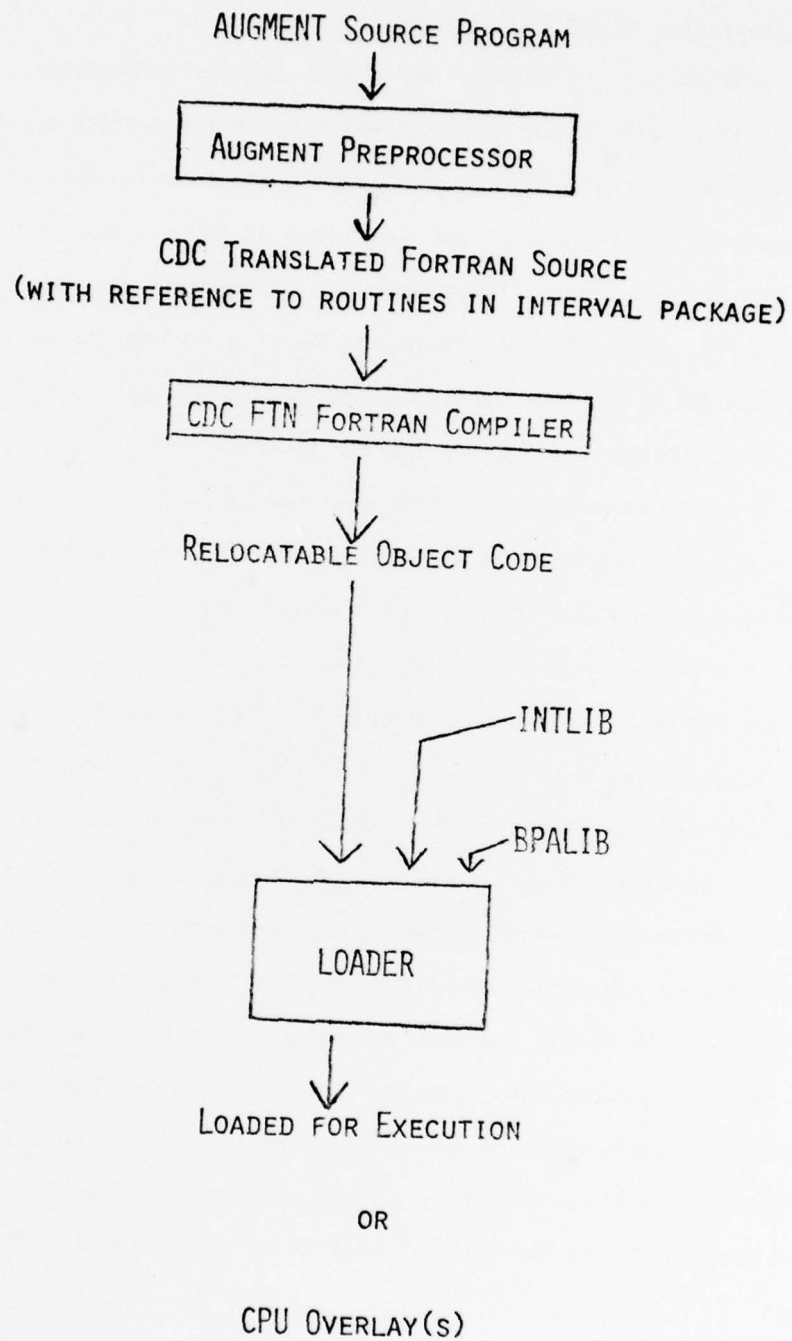 AUGMENT SOURCE PROGRAM
AUGMENT PREPROCESSOR
CDC TRANSLATED FORTRAN SOURCE
(WITH REFERENCE TO ROUTINES IN INTERVAL PACKAGE)
CDC FTN FORTRAN COMPILER
RELOCATABLE OBJECT CODE
INTLIB
BPALIB
LOADER
LOADED FOR EXECUTION
OR
CPU OVERLAY(S)